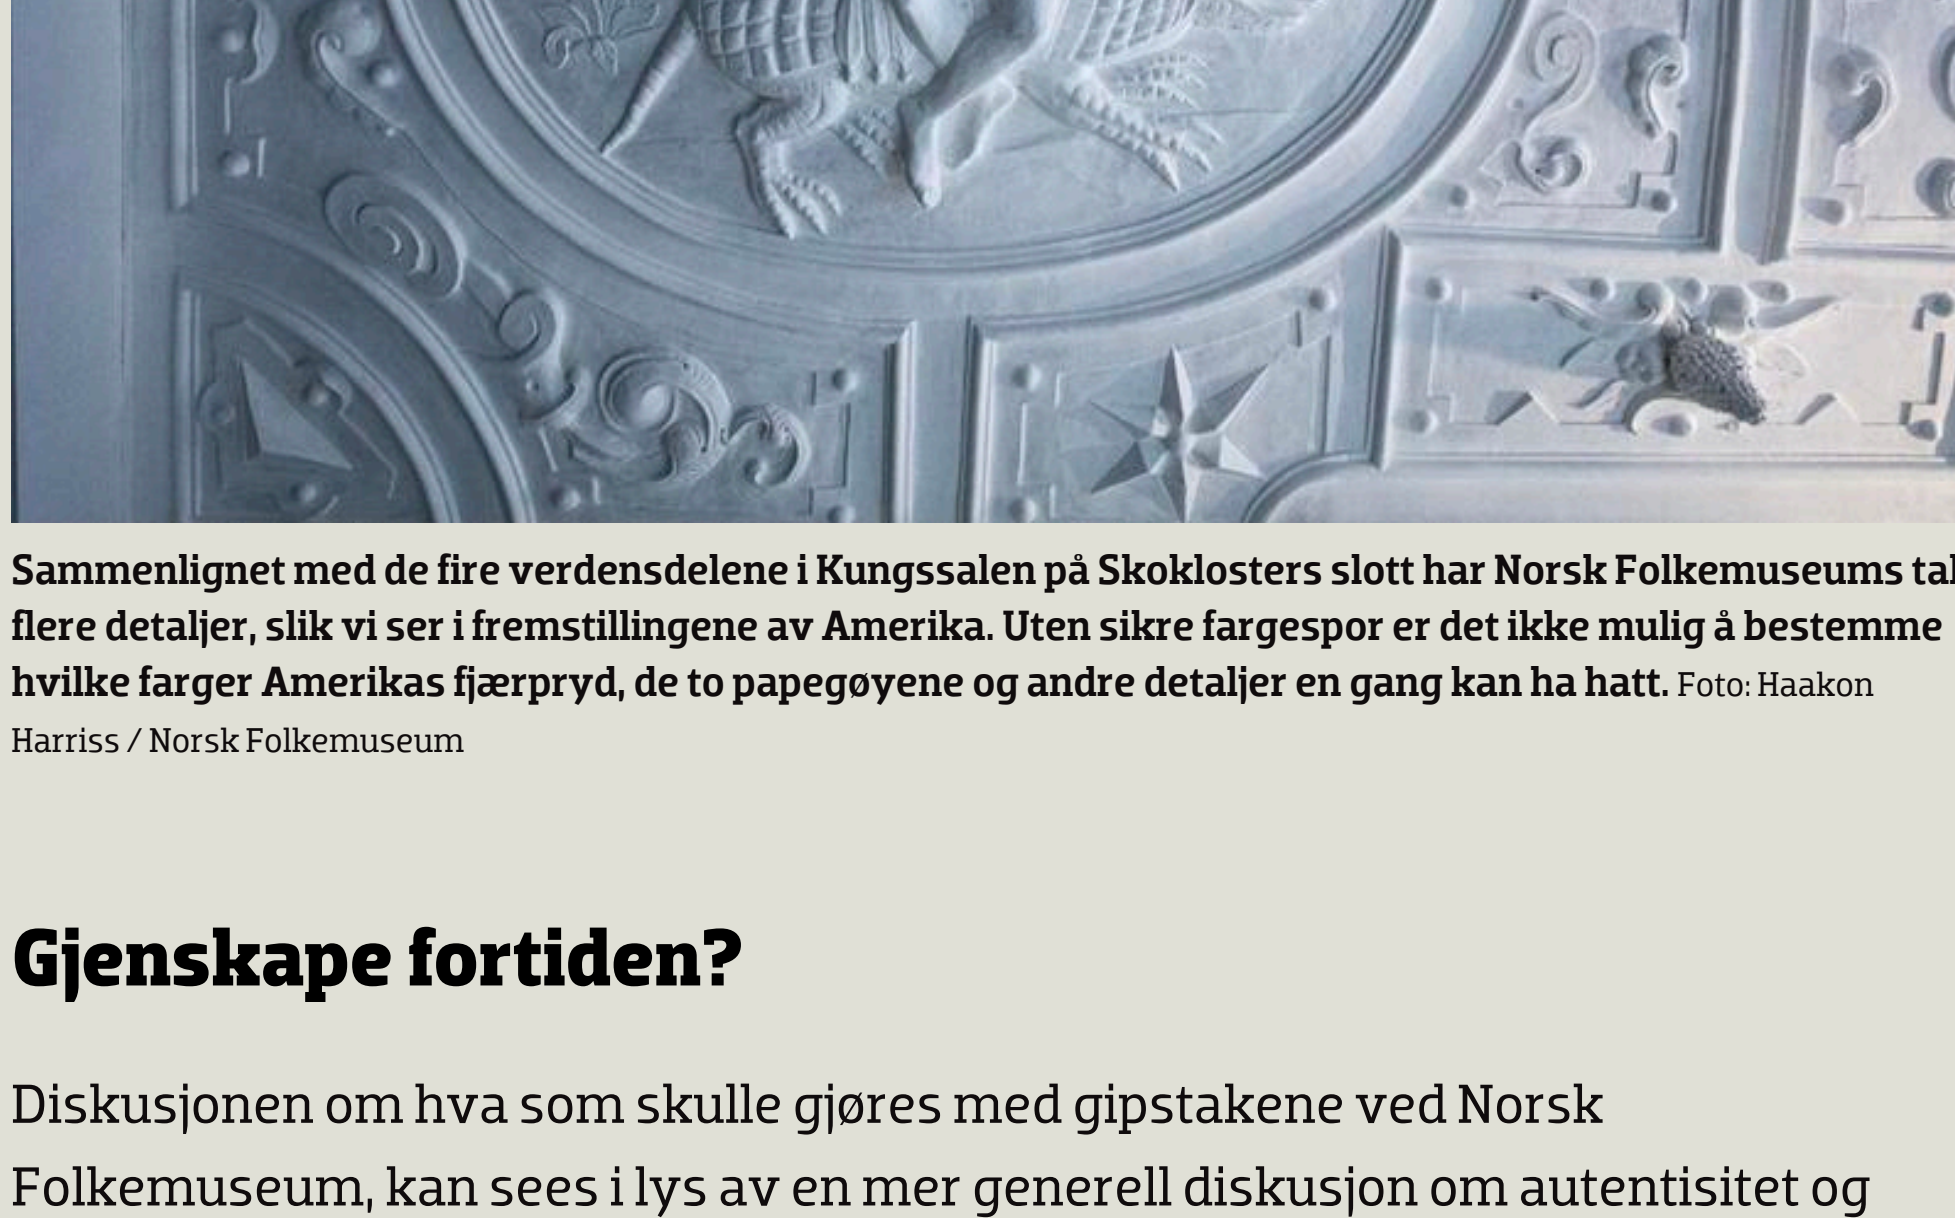 Sammenlignet med de fire verdensdelene i Kungssalen på Skoklosters slott har Norsk Folkemuseums
flere detaljer, slik vi ser i fremstillingene av Amerika. Uten sikre fargespor er det ikke mulig å bestemme
hvilke farger Amerikas fjærpryd, de to papegøyene og andre detaljer en gang kan ha hatt. Foto: Haakon
Harriss / Norsk Folkemuseum
Gjenskape fortiden?
Diskusjonen om hva som skulle gjøres med gipstakene ved Norsk
Folkemuseum, kan sees i lys av en mer generell diskusjon om autentisitet og